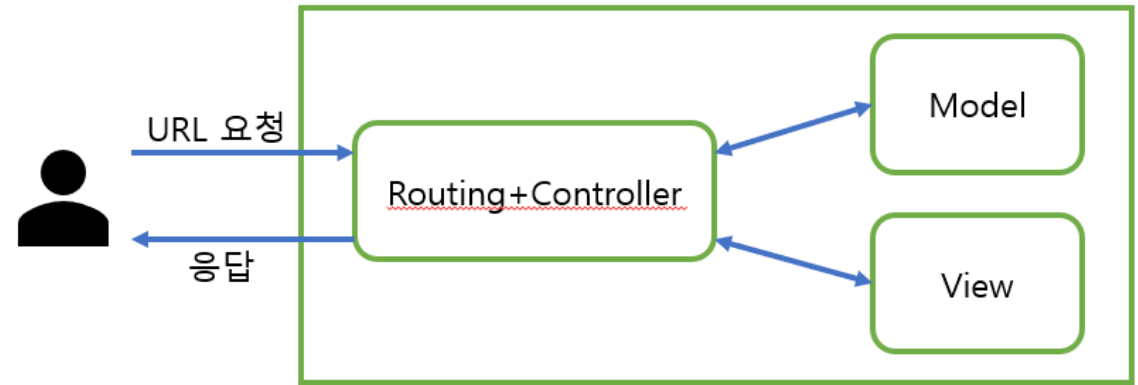 URL 요청
Routing+Controller
응답
Model
View